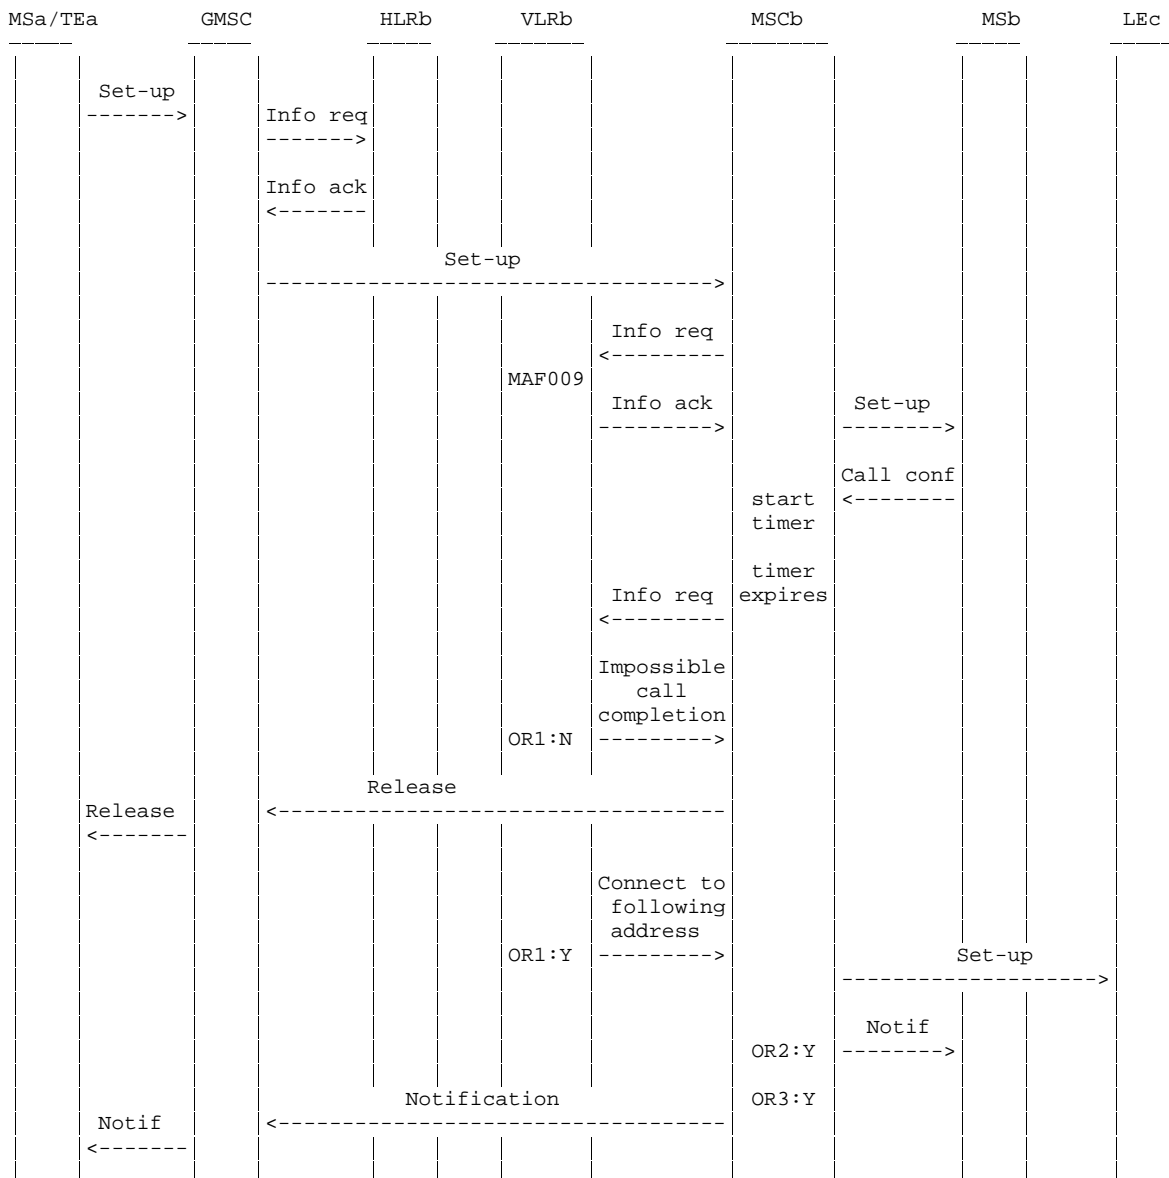 MSa/TEa GMSC HLRb VLRb MSCb MSb LEc
Set-up
-------> Info req
------->
Info ack
<-------
Set-up
----------------------------------->
Info req
<---------
MAF009
Info ack Set-up
---------> -------->
Call conf
start <--------
timer
timer
Info req expires
<---------
Impossible
call
completion
OR1:N --------->
Release
Release <-----------------------------------
<-------
Connect to
following
address
OR1:Y ---------> Set-up
-------------------->
Notif
OR2:Y -------->
Notification OR3:Y
Notif <-----------------------------------
<-------